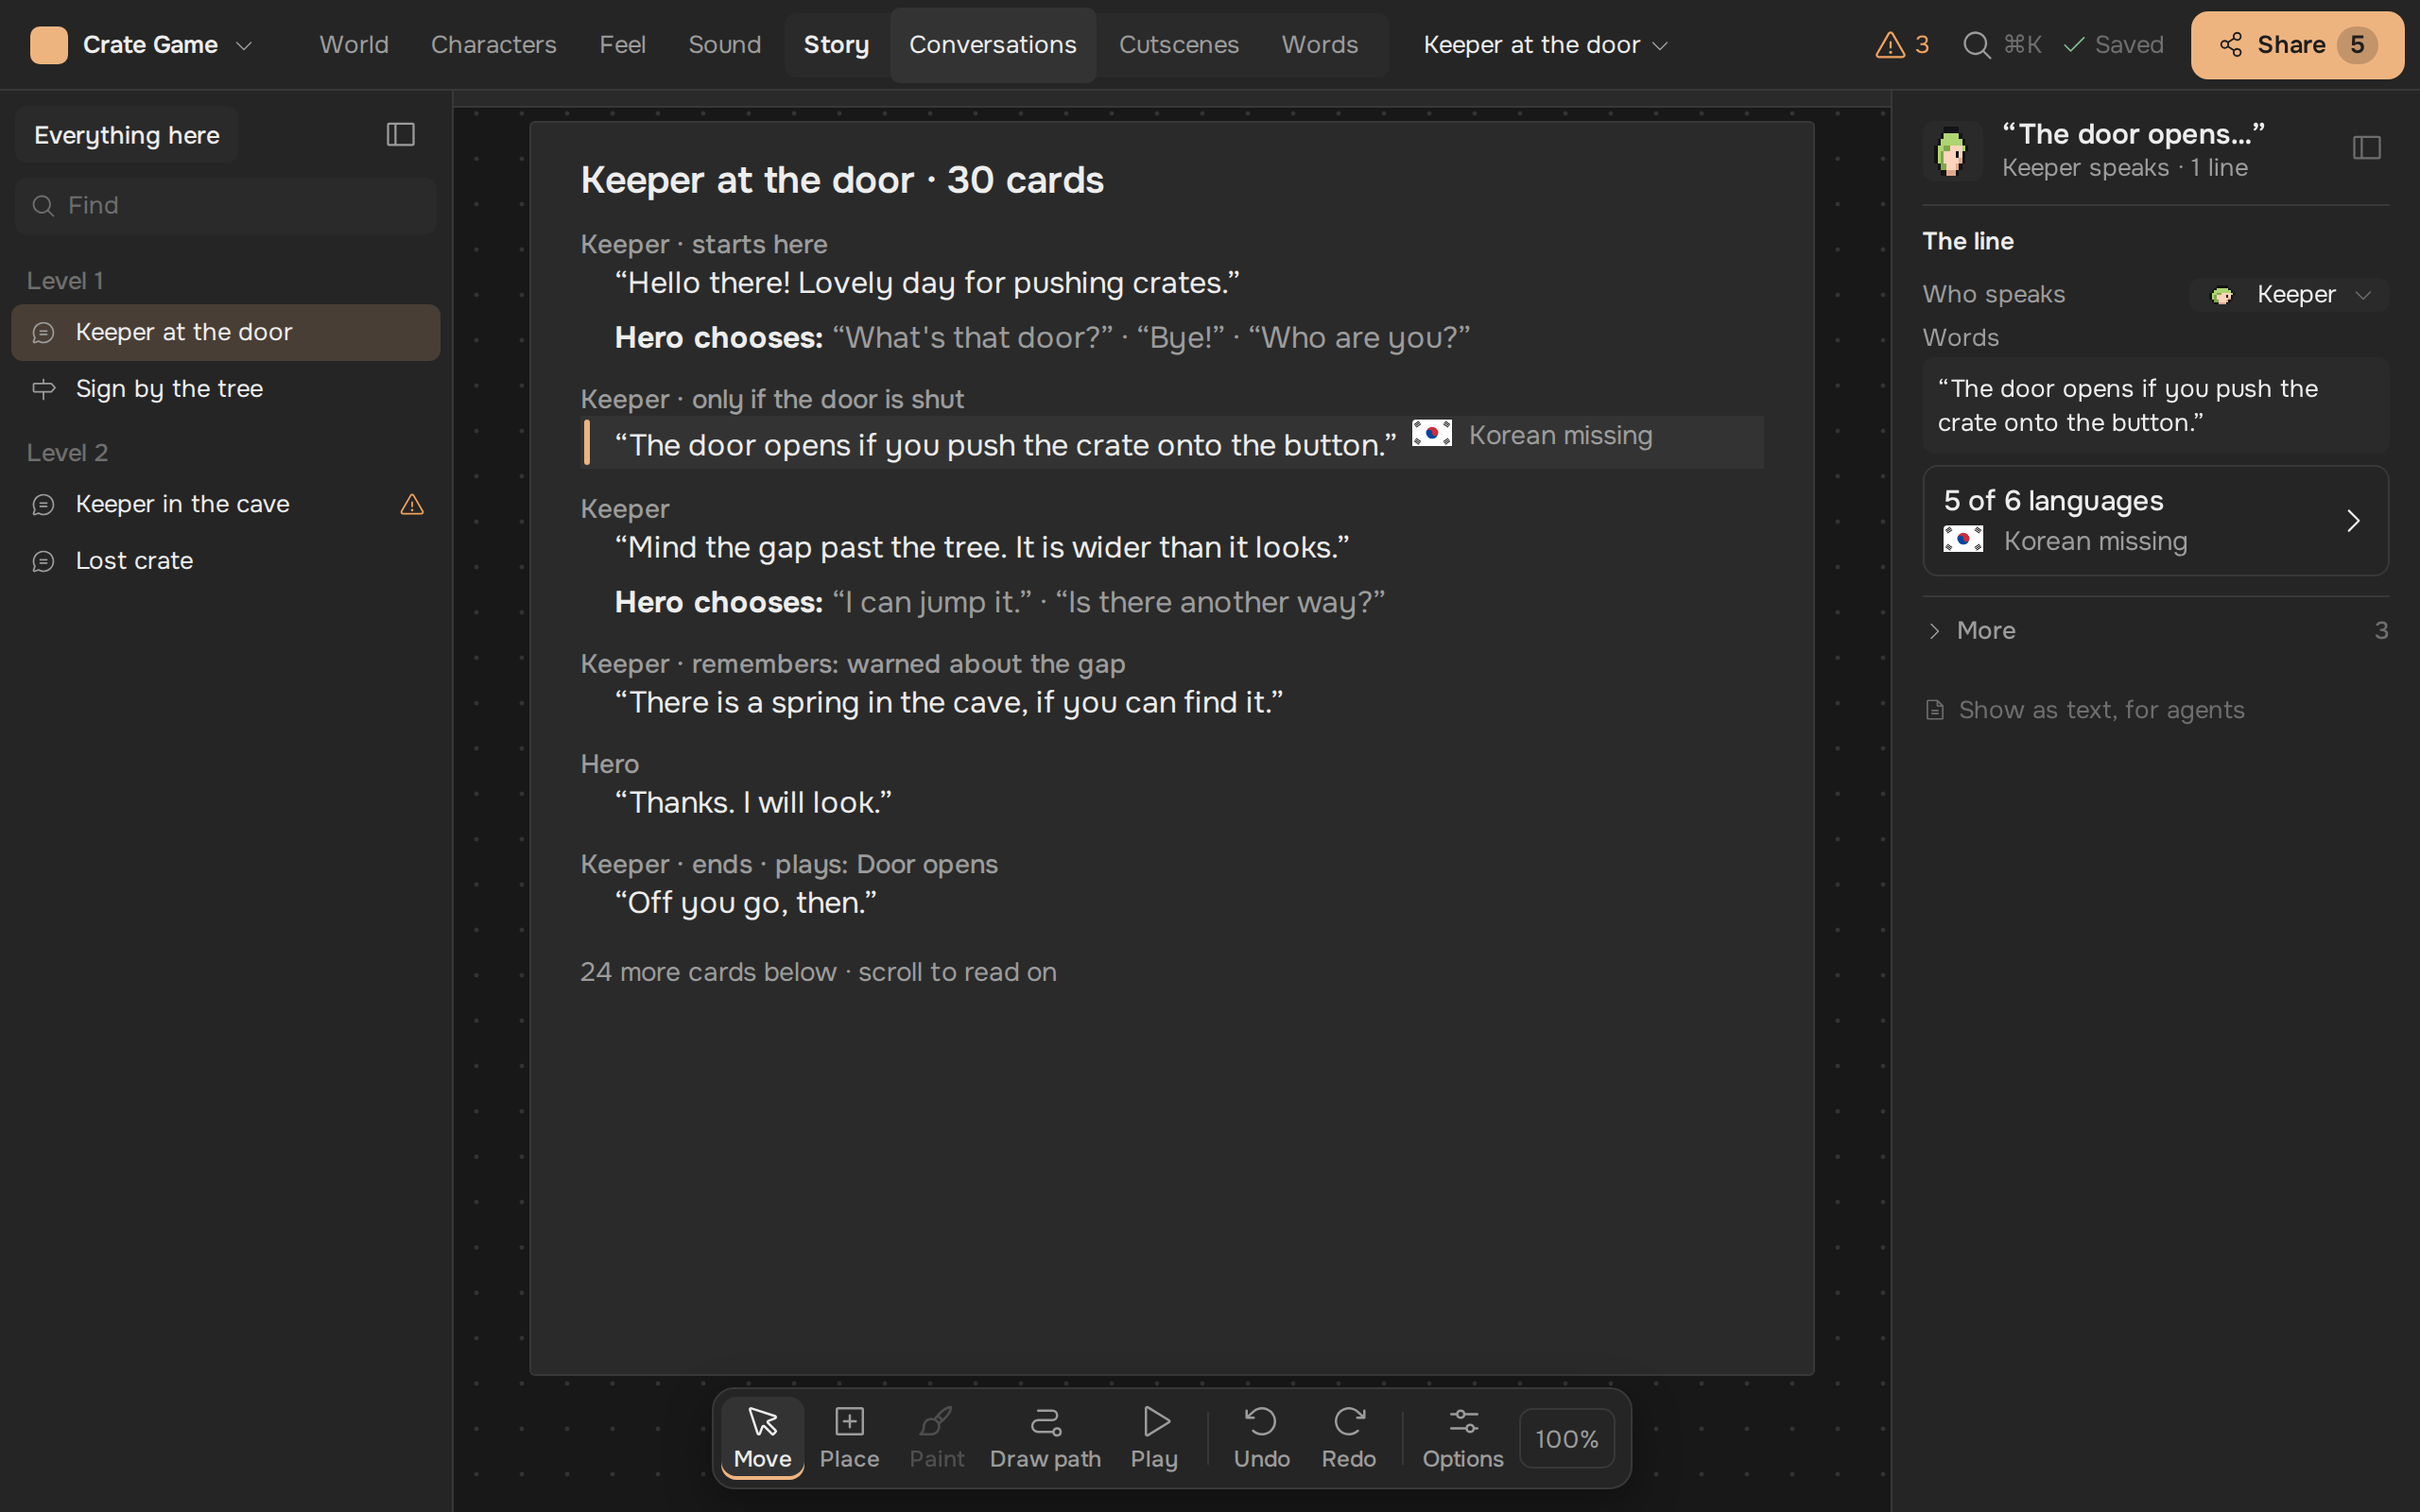 Crate Game
World
Characters
Feel
Sound
Story
Conversations
Cutscenes
Words
Keeper at the door
3
⌘K
Saved
Share 5
Everything here
Find
Level 1
Keeper at the door
Sign by the tree
Level 2
Keeper in the cave
Lost crate
Keeper at the door · 30 cards
Keeper · starts here
“Hello there! Lovely day for pushing crates.”
Hero chooses: “What's that door?” · “Bye!” · “Who are you?”
Keeper · only if the door is shut
“The door opens if you push the crate onto the button.” Korean missing
Keeper
“Mind the gap past the tree. It is wider than it looks.”
Hero chooses: “I can jump it.” · “Is there another way?”
Keeper · remembers: warned about the gap
“There is a spring in the cave, if you can find it.”
Hero
“Thanks. I will look.”
Keeper · ends · plays: Door opens
“Off you go, then.”
24 more cards below · scroll to read on
Move
Place
Paint
Draw path
Play
Undo
Redo
Options
100%
“The door opens...”
Keeper speaks · 1 line
The line
Who speaks
Keeper
Words
“The door opens if you push the
crate onto the button.”
5 of 6 languages
Korean missing
More
3
Show as text, for agents